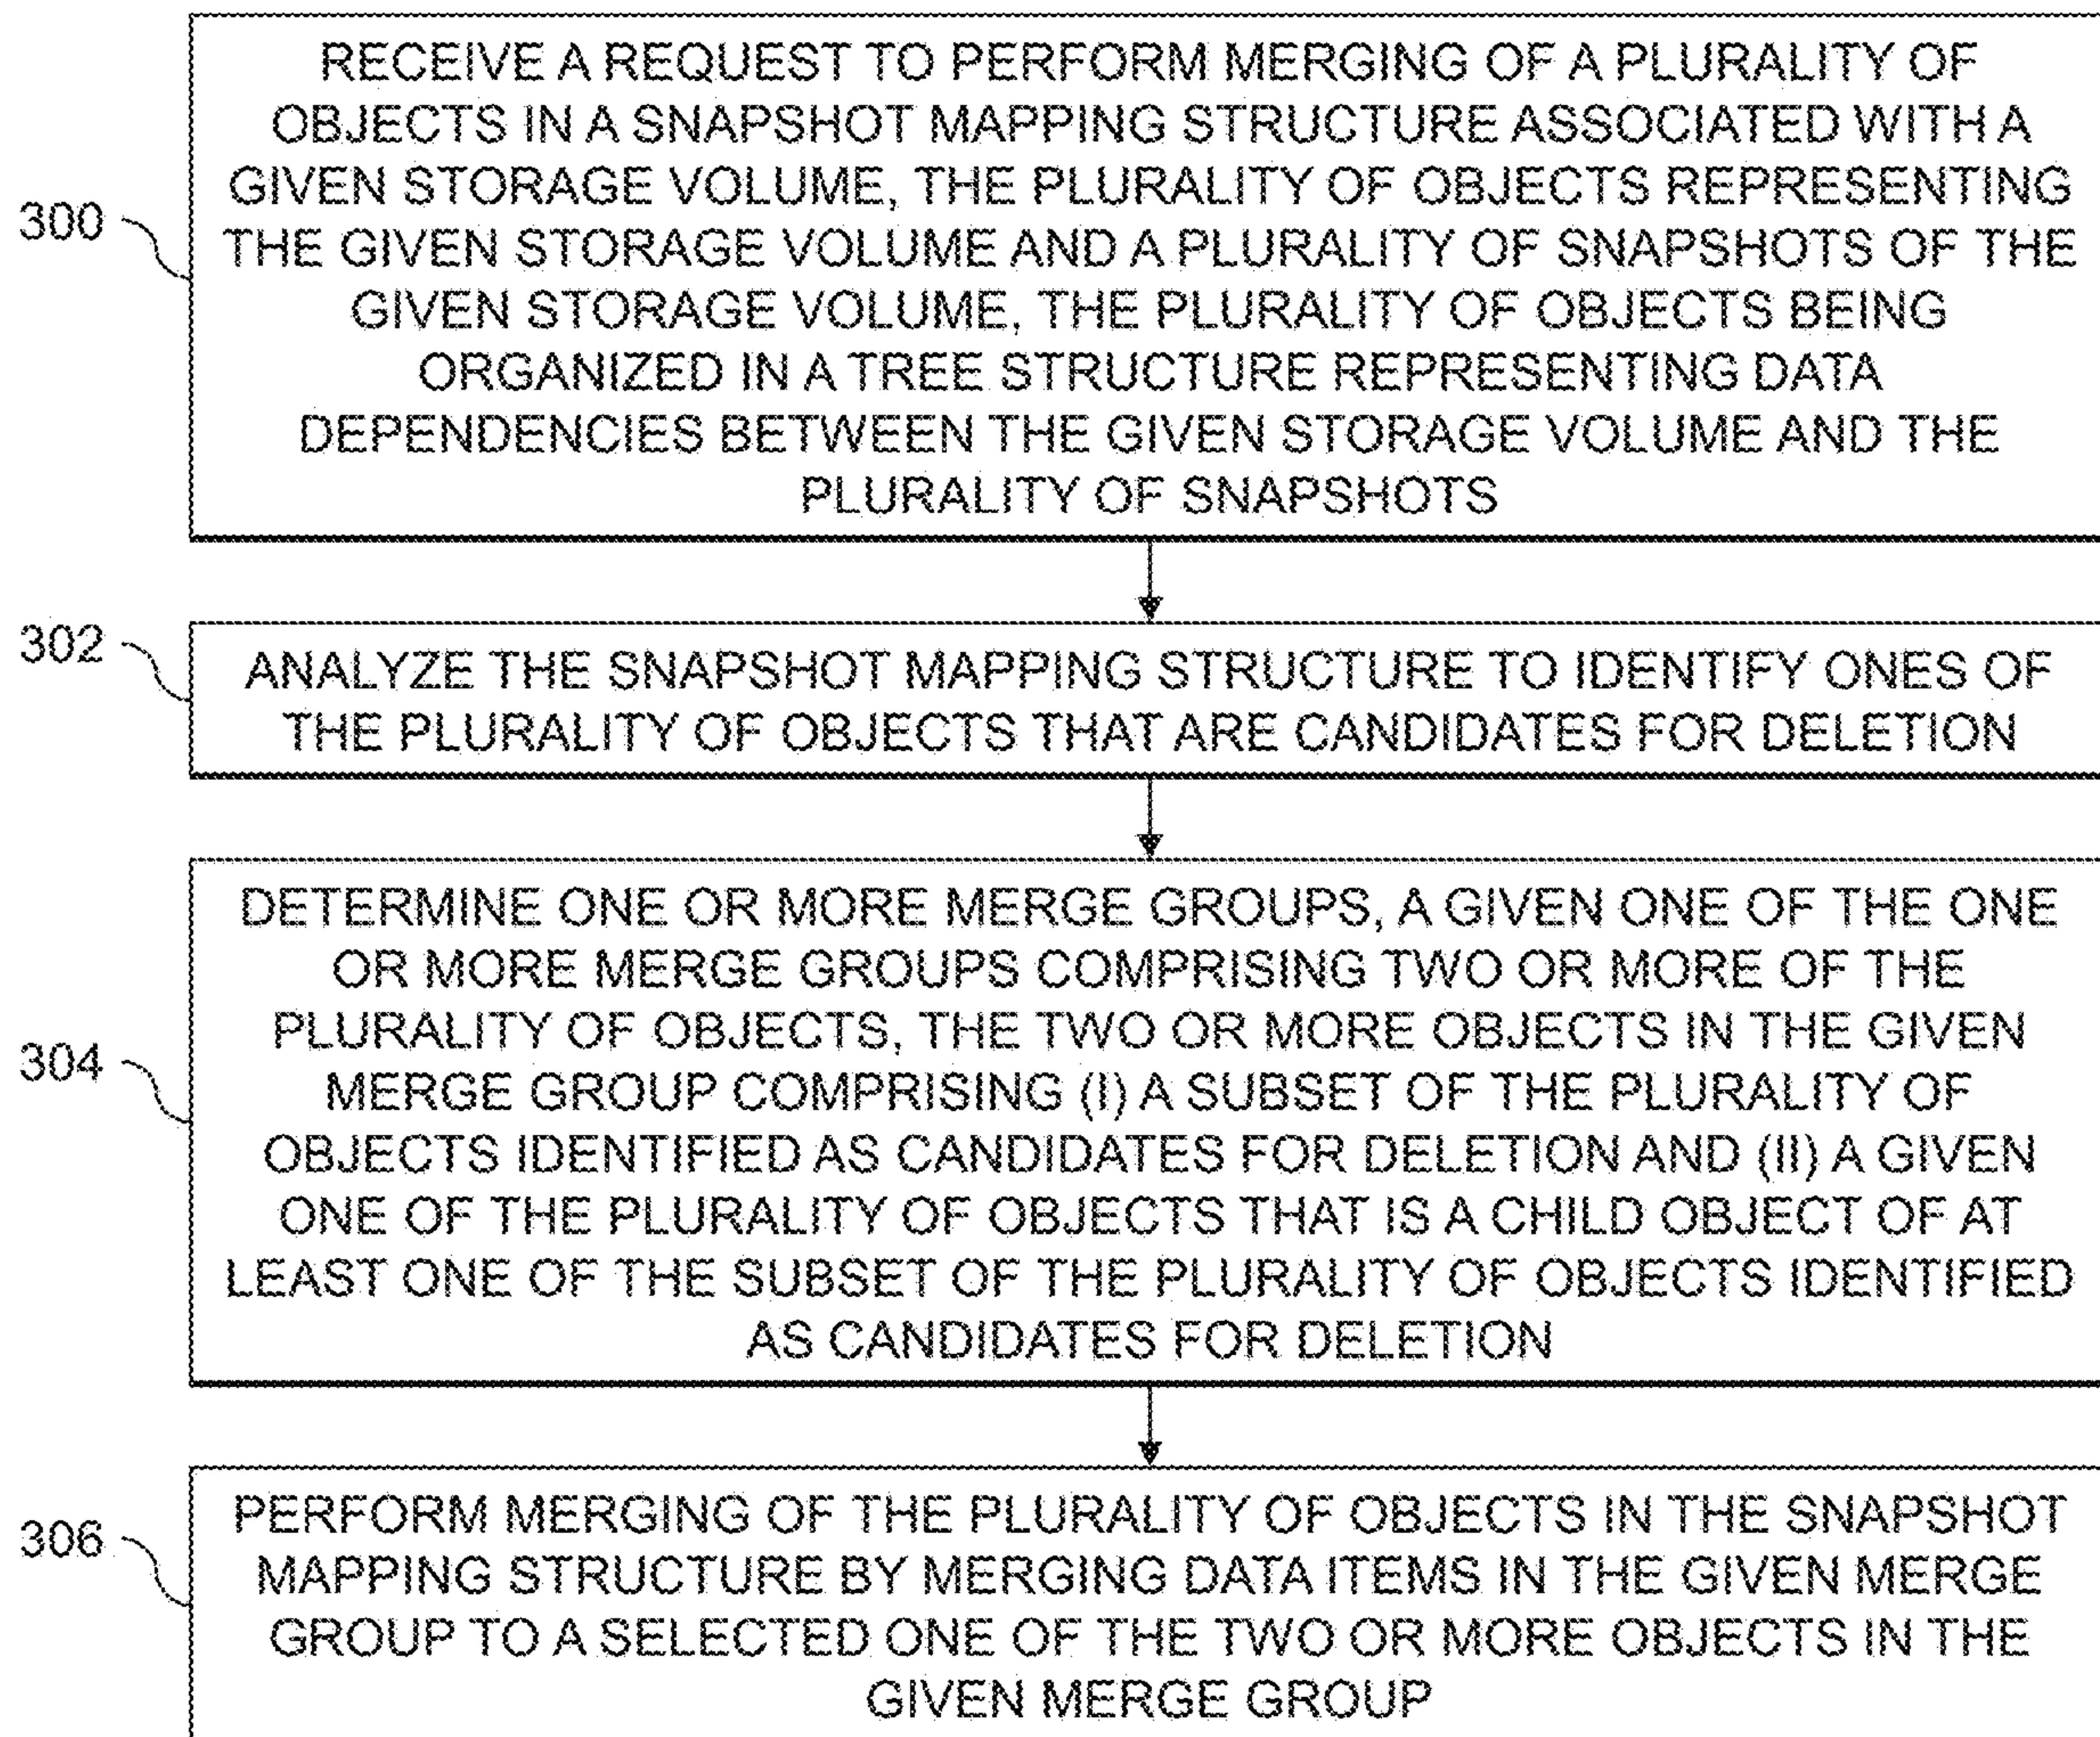 300
RECEIVE A REQUEST TO PERFORM MERGING OF A PLURALITY OF
OBJECTS IN A SNAPSHOT MAPPING STRUCTURE ASSOCIATED WITH A
GIVEN STORAGE VOLUME, THE PLURALITY OF OBJECTS REPRESENTING
THE GIVEN STORAGE VOLUME AND A PLURALITY OF SNAPSHOTS OF THE
GIVEN STORAGE VOLUME, THE PLURALITY OF OBJECTS BEING
ORGANIZED IN A TREE STRUCTURE REPRESENTING DATA
DEPENDENCIES BETWEEN THE GIVEN STORAGE VOLUME AND THE
PLURALITY OF SNAPSHOTS
302
ANALYZE THE SNAPSHOT MAPPING STRUCTURE TO IDENTIFY ONES OF
THE PLURALITY OF OBJECTS THAT ARE CANDIDATES FOR DELETION
304
DETERMINE ONE OR MORE MERGE GROUPS, A GIVEN ONE OF THE ONE
OR MORE MERGE GROUPS COMPRISING TWO OR MORE OF THE
PLURALITY OF OBJECTS, THE TWO OR MORE OBJECTS IN THE GIVEN
MERGE GROUP COMPRISING (I) A SUBSET OF THE PLURALITY OF
OBJECTS IDENTIFIED AS CANDIDATES FOR DELETION AND (II) A GIVEN
ONE OF THE PLURALITY OF OBJECTS THAT IS A CHILD OBJECT OF AT
LEAST ONE OF THE SUBSET OF THE PLURALITY OF OBJECTS IDENTIFIED
AS CANDIDATES FOR DELETION
306
PERFORM MERGING OF THE PLURALITY OF OBJECTS IN THE SNAPSHOT
MAPPING STRUCTURE BY MERGING DATA ITEMS IN THE GIVEN MERGE
GROUP TO A SELECTED ONE OF THE TWO OR MORE OBJECTS IN THE
GIVEN MERGE GROUP